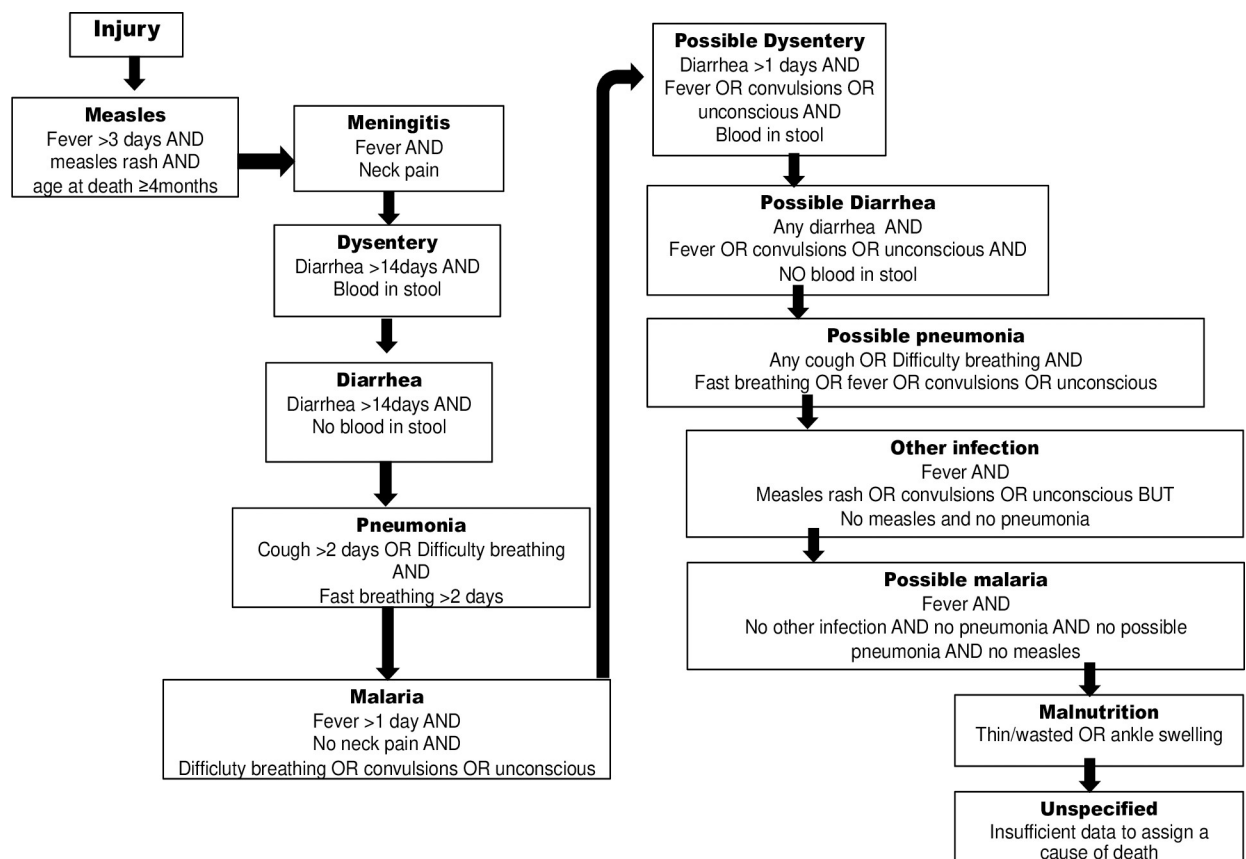 Injury
Measles
Fever >3 days AND
measles rash AND
age at death ≥4months
Meningitis
Fever AND
Neck pain
Dysentery
Diarrhea >14days AND
Blood in stool
Diarrhea
Diarrhea >14days AND
No blood in stool
Pneumonia
Cough >2 days OR Difficulty breathing
AND
Fast breathing >2 days
Malaria
Fever >1 day AND
No neck pain AND
Difficluty breathing OR convulsions OR unconscious
Possible Dysentery
Diarrhea >1 days AND
Fever OR convulsions OR
unconscious AND
Blood in stool
Possible Diarrhea
Any diarrhea AND
Fever OR convulsions OR unconscious AND
NO blood in stool
Possible pneumonia
Any cough OR Difficulty breathing AND
Fast breathing OR fever OR convulsions OR unconscious
Other infection
Fever AND
Measles rash OR convulsions OR unconscious BUT
No measles and no pneumonia
Possible malaria
Fever AND
No other infection AND no pneumonia AND no possible
pneumonia AND no measles
Malnutrition
Thin/wasted OR ankle swelling
Unspecified
Insufficient data to assign a
cause of death